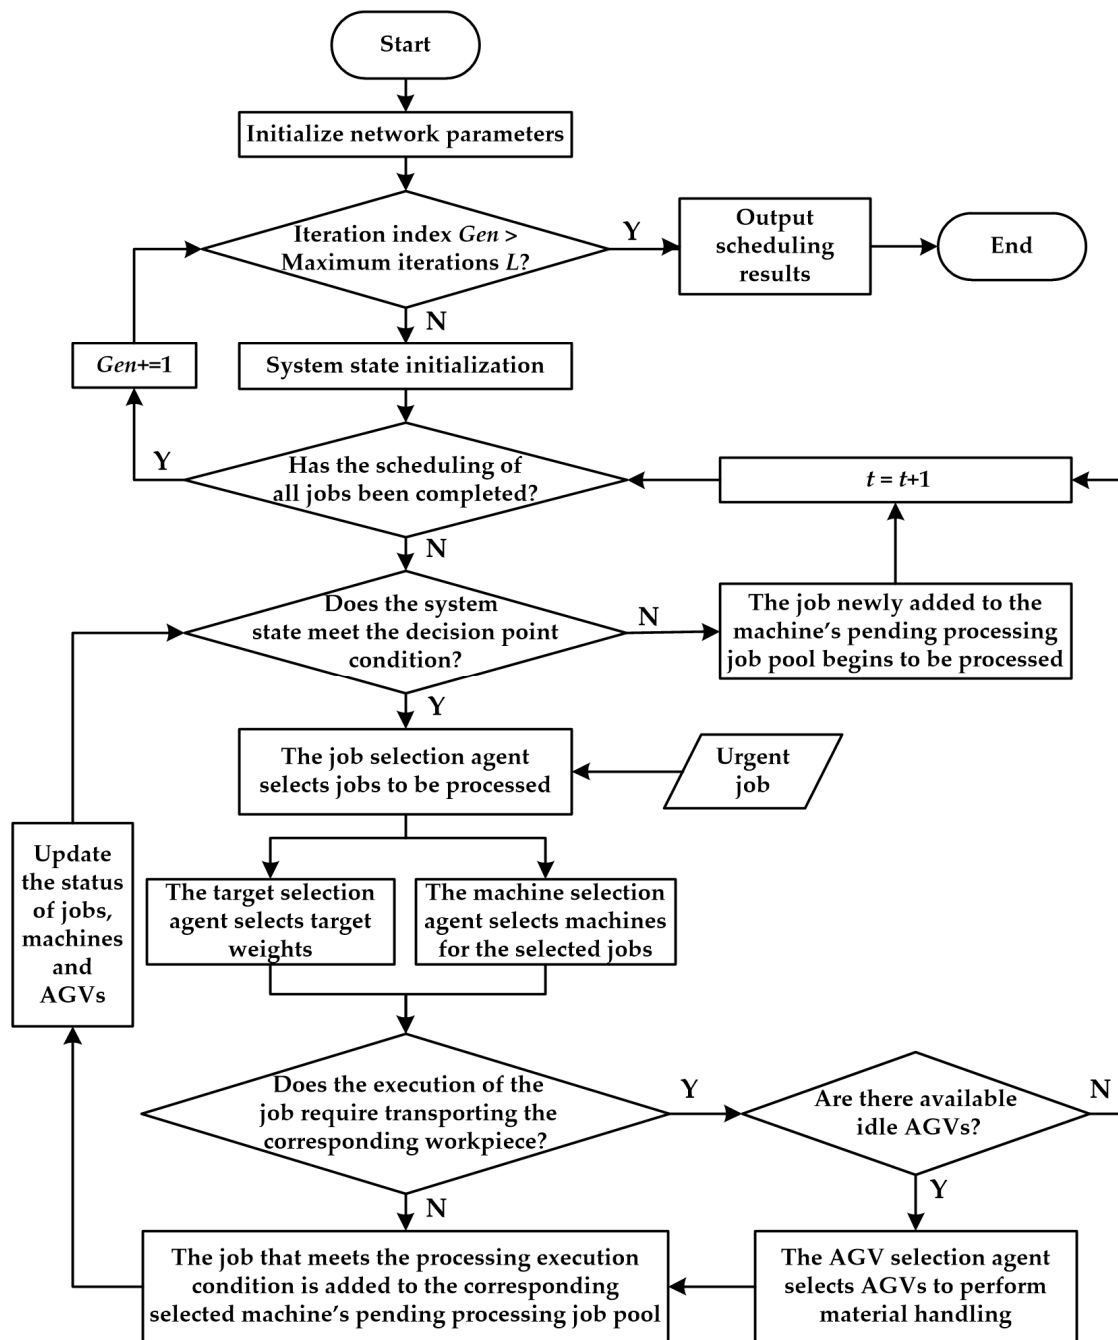 Start
Initialize network parameters
Iteration index Gen >
Maximum iterations L?
Y
Output
scheduling
results
End
N
Gen+=1
System state initialization
Y
Has the scheduling of
all jobs been completed?
t = t+1
N
Does the system
state meet the decision point
condition?
N
The job newly added to the
machine's pending processing
job pool begins to be processed
Y
The job selection agent
selects jobs to be processed
Urgent
job
Update
the status
of jobs,
machines
and
AGVs
The target selection
agent selects target
weights
The machine selection
agent selects machines
for the selected jobs
Does the execution of the
job require transporting the
corresponding workpiece?
Y
Are there available
idle AGVs?
N
N
Y
The job that meets the processing execution
condition is added to the corresponding
selected machine's pending processing job pool
The AGV selection agent
selects AGVs to perform
material handling